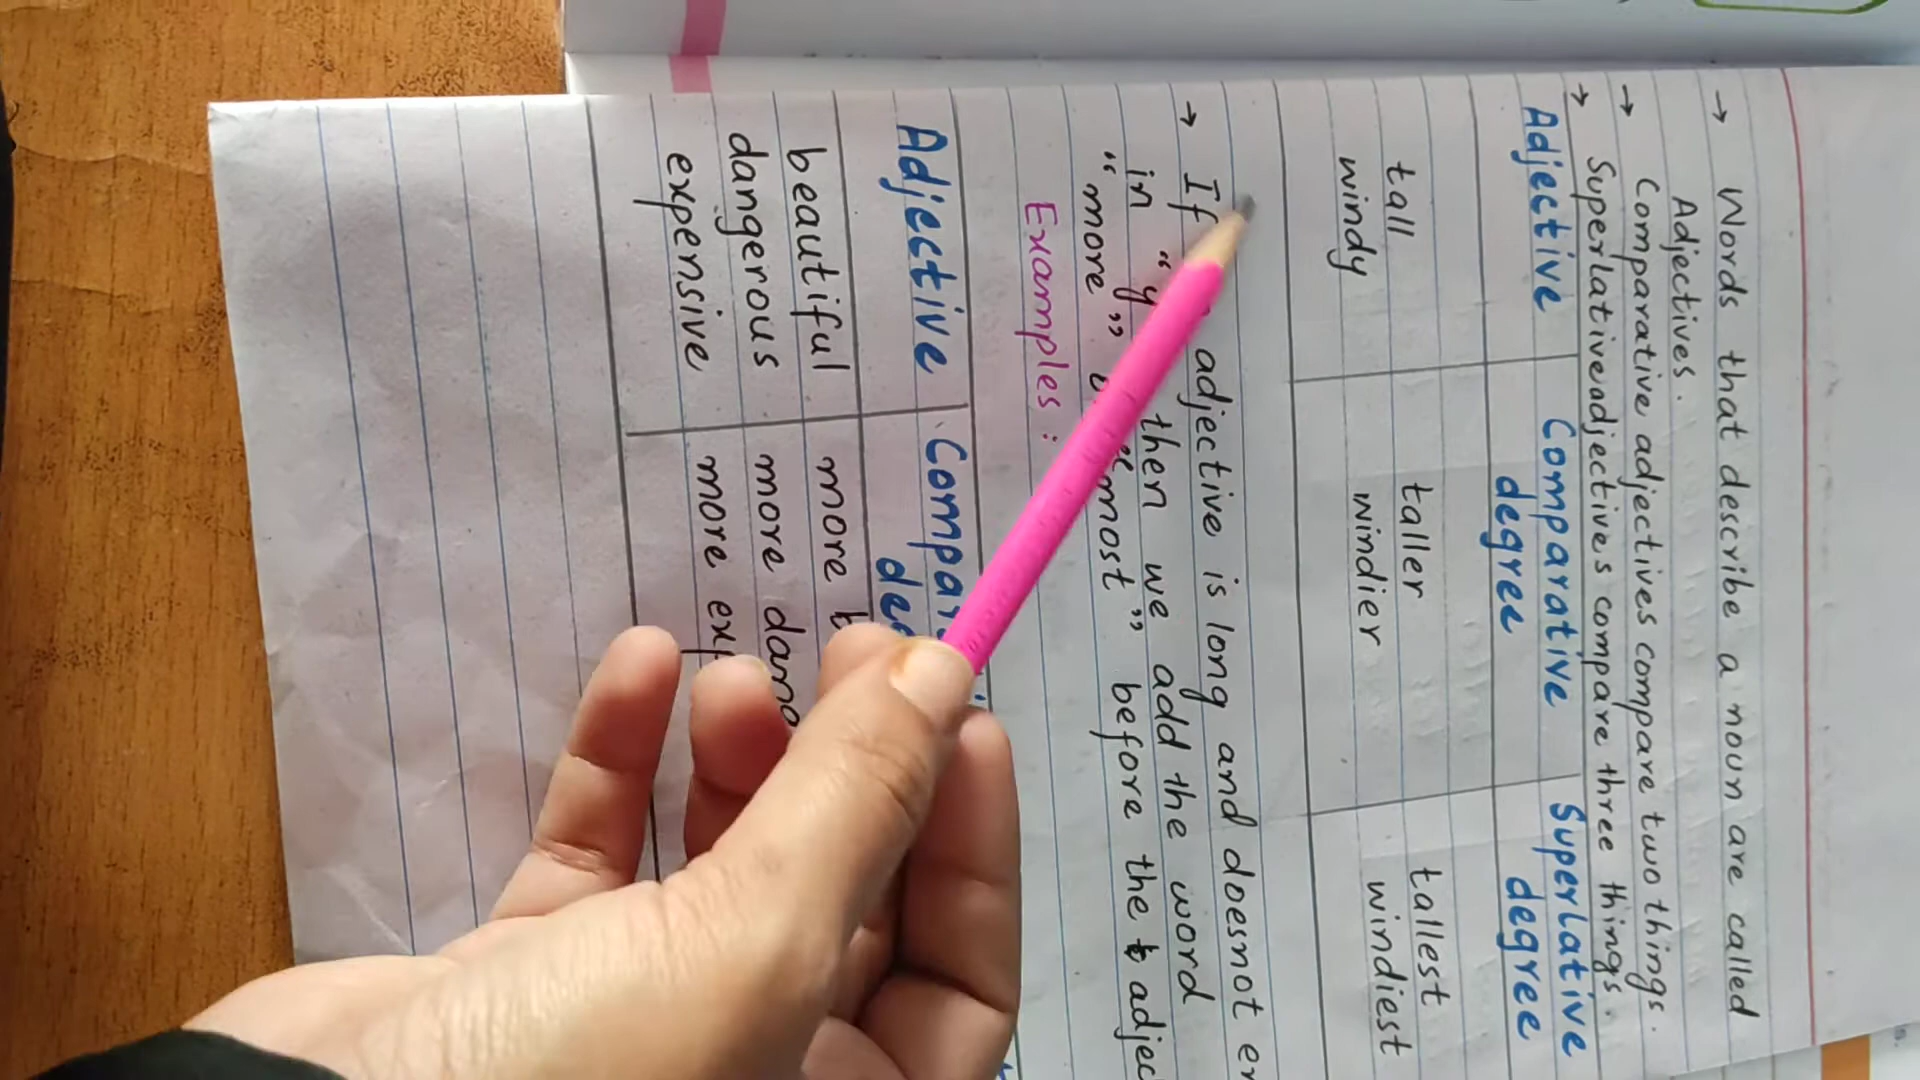 → Words that describe a noun are called
Adjectives.
→ Comparative adjectives compare two things.
→ Superlative adjectives compare three things.
Adjective Comparative degree Superlative degree
tall taller tallest
windy windier windiest
→ If adjective is long and doesnot
in "y then we add the word
"more" "most" before the
Examples:
Adjective
beautiful more
dangerous more
expensive more